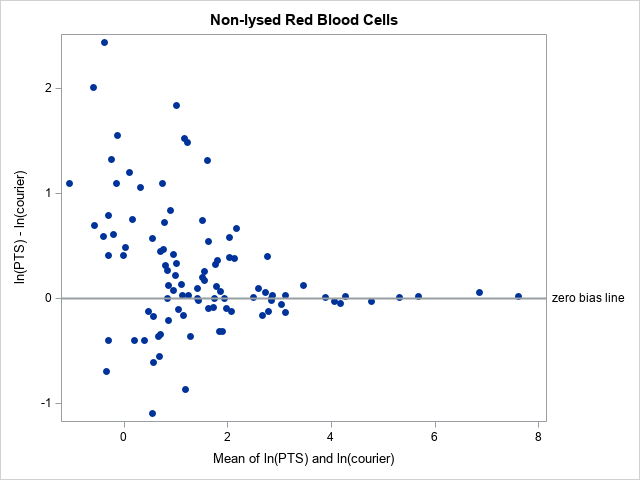 Non-lysed Red Blood Cells
ln(PTS) - ln(courier)
2
1
0
-1
zero bias line
0
2
4
6
8
Mean of ln(PTS) and ln(courier)